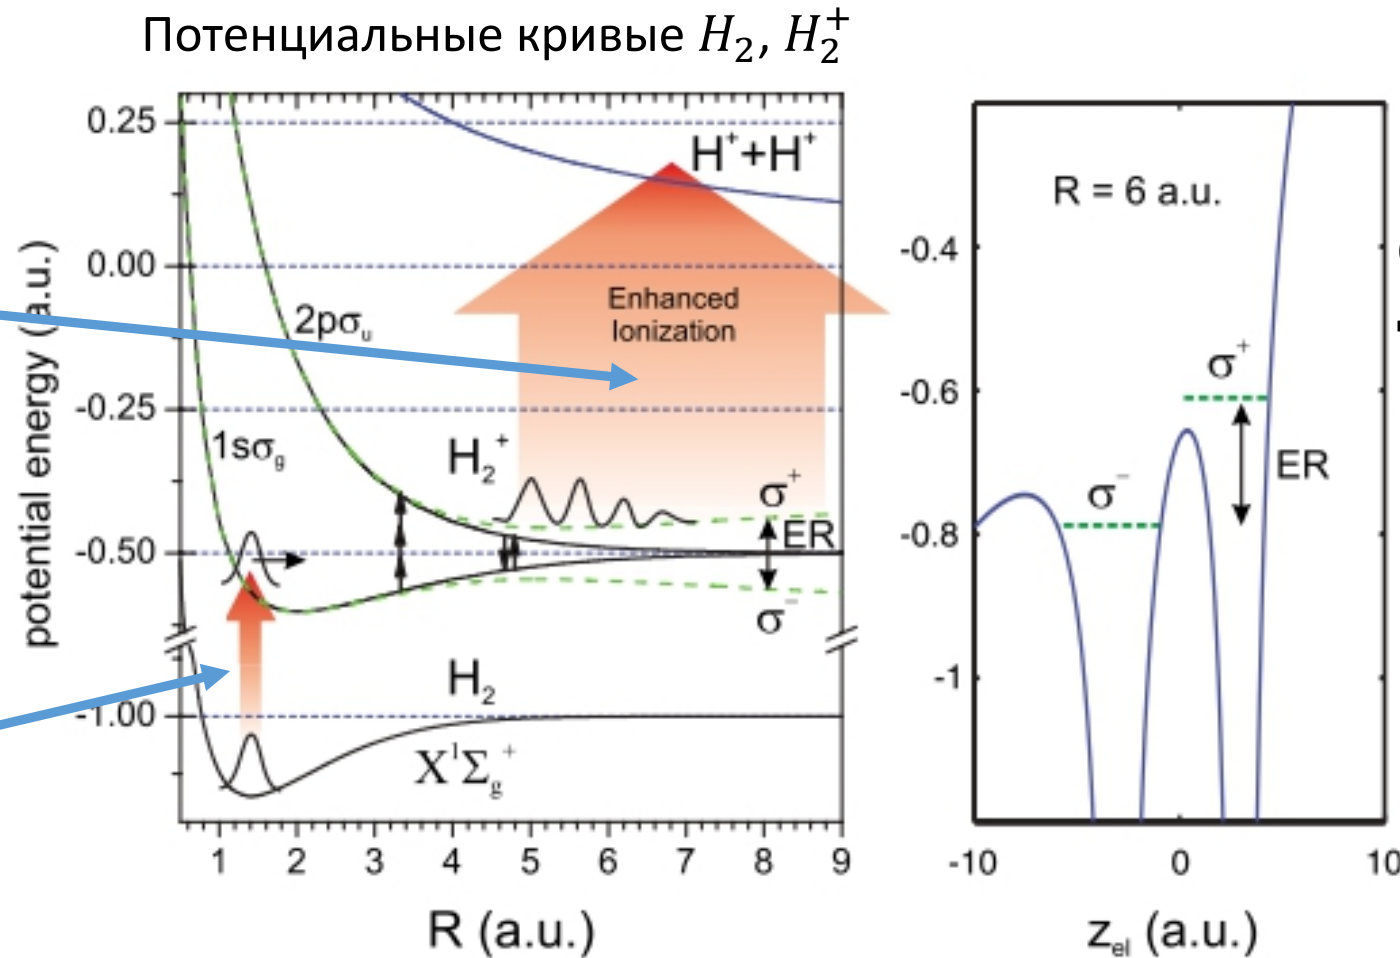 Потенциальные кривые H₂, H₂⁺
potential energy (a.u.)
0.25
0.00
-0.25
-0.50
-1.00
H⁺+H⁺
Enhanced
Ionization
2pσᵤ
1sσg
H₂⁺
σ⁺
ER
σ⁻
H₂
X¹Σg⁺
1 2 3 4 5 6 7 8 9
R (a.u.)
R = 6 a.u.
-0.4
-0.6
-0.8
-1
σ⁺
ER
σ⁻
-10 0 10
zₑₗ (a.u.)